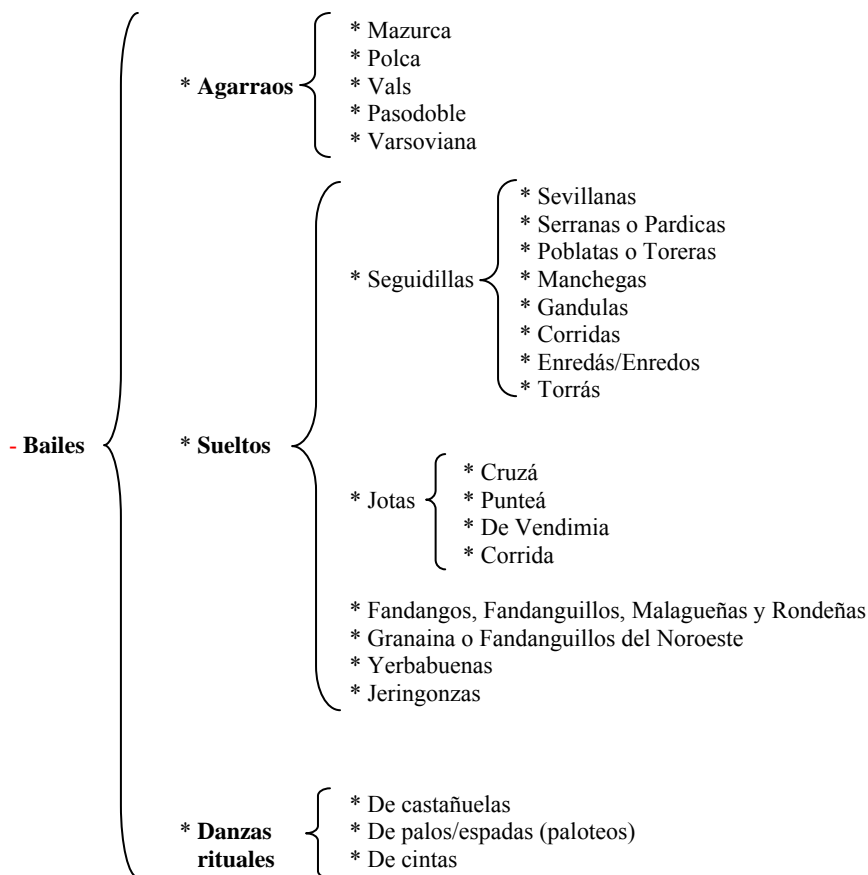 * Mazurca
* Polca
* Agarraos
* Vals
* Pasodoble
* Varsoviana
* Sevillanas
* Serranas o Pardicas
* Poblatas o Toreras
* Seguidillas
* Manchegas
* Gandulas
* Corridas
* Enredás/Enredos
* Torrás
- Bailes
* Sueltos
* Cruzá
* Jotas
* Punteá
* De Vendimia
* Corrida
* Fandangos, Fandanguillos, Malagueñas y Rondeñas
* Granaina o Fandanguillos del Noroeste
* Yerbabuenas
* Jeringonzas
* Danzas
rituales
* De castañuelas
* De palos/espadas (paloteos)
* De cintas